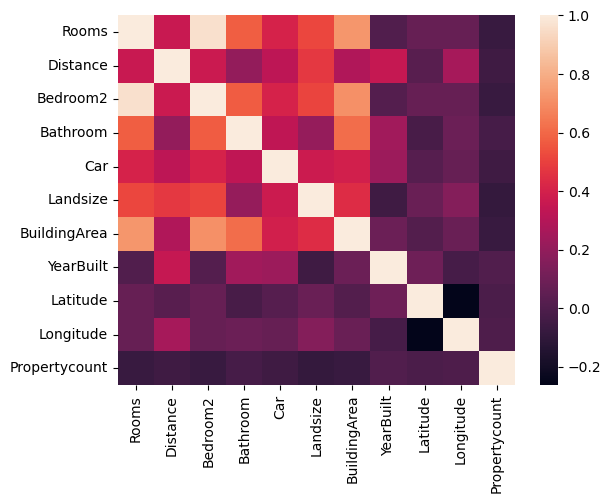 Rooms
Distance
Bedroom2
Bathroom
Car
Landsize
BuildingArea
YearBuilt
Latitude
Longitude
Propertycount
Rooms
Distance
Bedroom2
Bathroom
Car
Landsize
BuildingArea
YearBuilt
Latitude
Longitude
Propertycount
1.0
0.8
0.6
0.4
0.2
0.0
−0.2